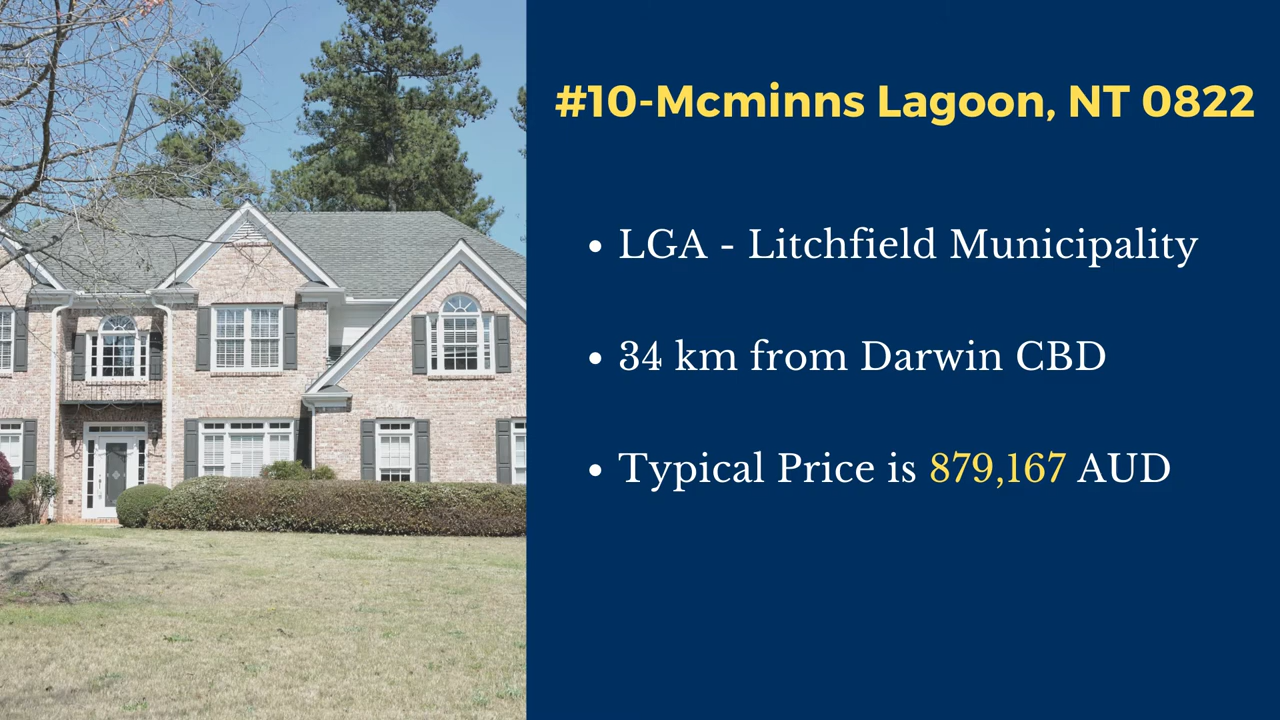 #10-Mcminns Lagoon, NT 0822
• LGA - Litchfield Municipality
• 34 km from Darwin CBD
• Typical Price is 879,167 AUD